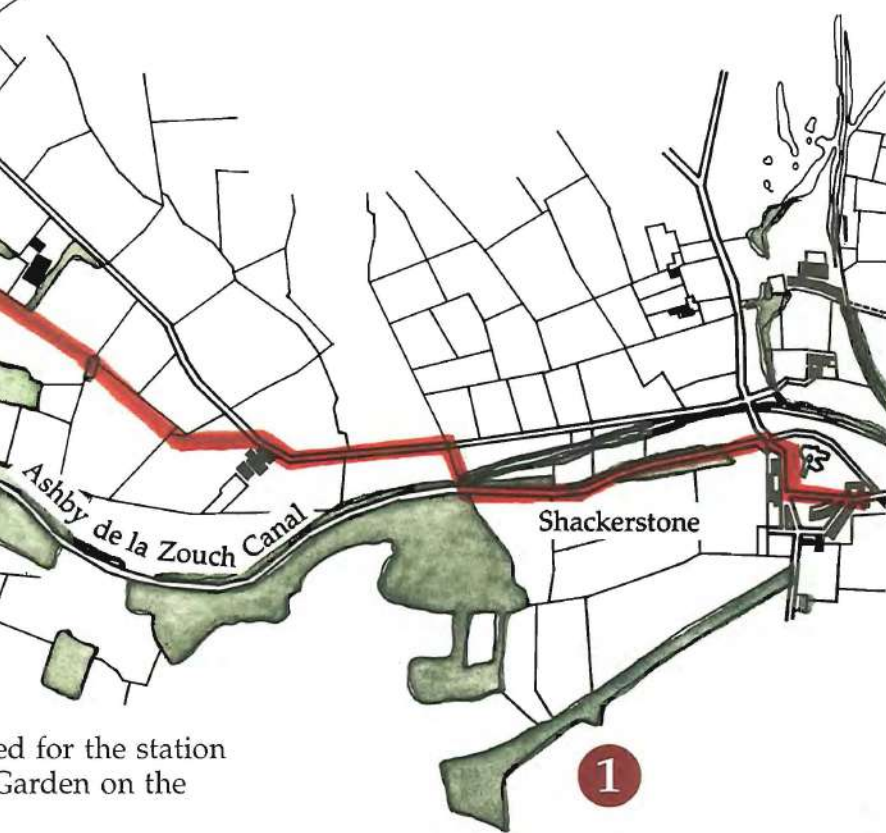 Ashby de la Zouch Canal
Shackerstone
ed for the station
Garden on the
1